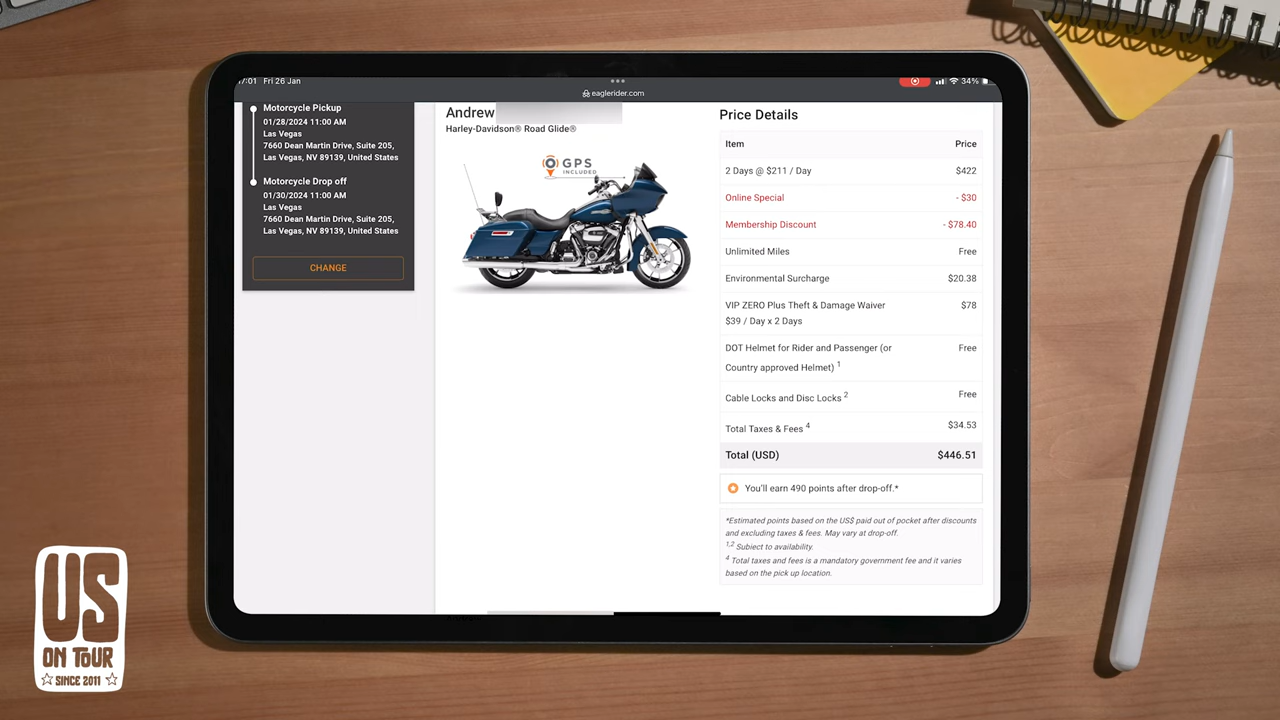 17:01 Fri 26 Jan
34%
eaglerider.com
Motorcycle Pickup
01/28/2024 11:00 AM
Las Vegas
7660 Dean Martin Drive, Suite 205,
Las Vegas, NV 89139, United States
Motorcycle Drop off
01/30/2024 11:00 AM
Las Vegas
7660 Dean Martin Drive, Suite 205,
Las Vegas, NV 89139, United States
CHANGE
Andrew
Harley-Davidson® Road Glide®
GPS
INCLUDED
Price Details
Item Price
2 Days @ $211 / Day $422
Online Special - $30
Membership Discount - $78.40
Unlimited Miles Free
Environmental Surcharge $20.38
VIP ZERO Plus Theft & Damage Waiver $78
$39 / Day x 2 Days
DOT Helmet for Rider and Passenger (or Free
Country approved Helmet) 1
Cable Locks and Disc Locks 2 Free
Total Taxes & Fees 4 $34.53
Total (USD) $446.51
You'll earn 490 points after drop-off.*
*Estimated points based on the US$ paid out of pocket after discounts
and excluding taxes & fees. May vary at drop-off.
1,2 Subject to availability.
4 Total taxes and fees is a mandatory government fee and it varies
based on the pick up location.
US
ON TOUR
SINCE 2011